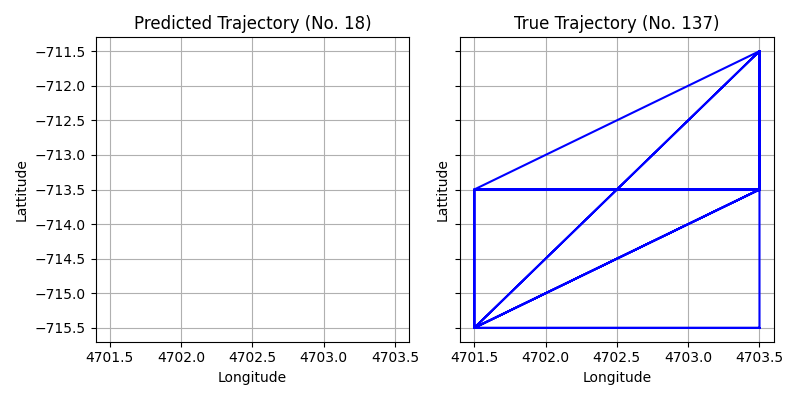 Predicted Trajectory (No. 18)
True Trajectory (No. 137)
−711.5
−712.0
−712.5
−713.0
−713.5
−714.0
−714.5
−715.0
−715.5
Lattitude
Lattitude
4701.5 4702.0 4702.5 4703.0 4703.5
4701.5 4702.0 4702.5 4703.0 4703.5
Longitude
Longitude